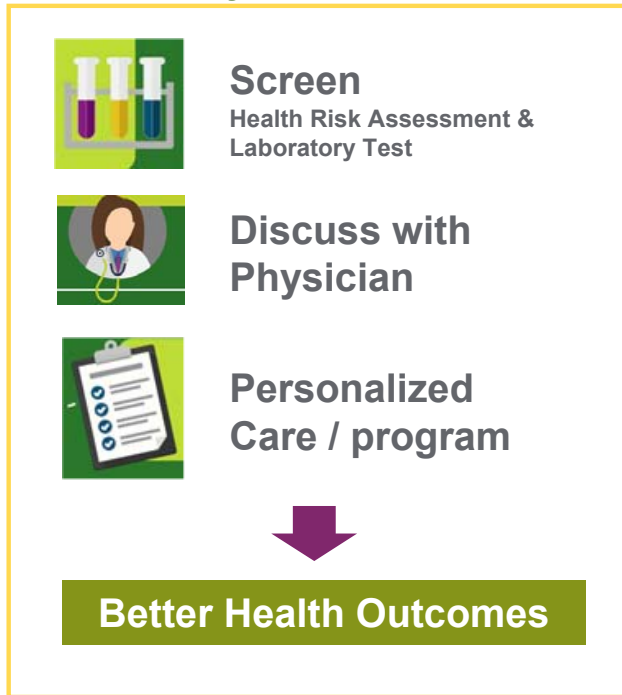 Screen
Health Risk Assessment &
Laboratory Test
Discuss with
Physician
Personalized
Care / program
Better Health Outcomes